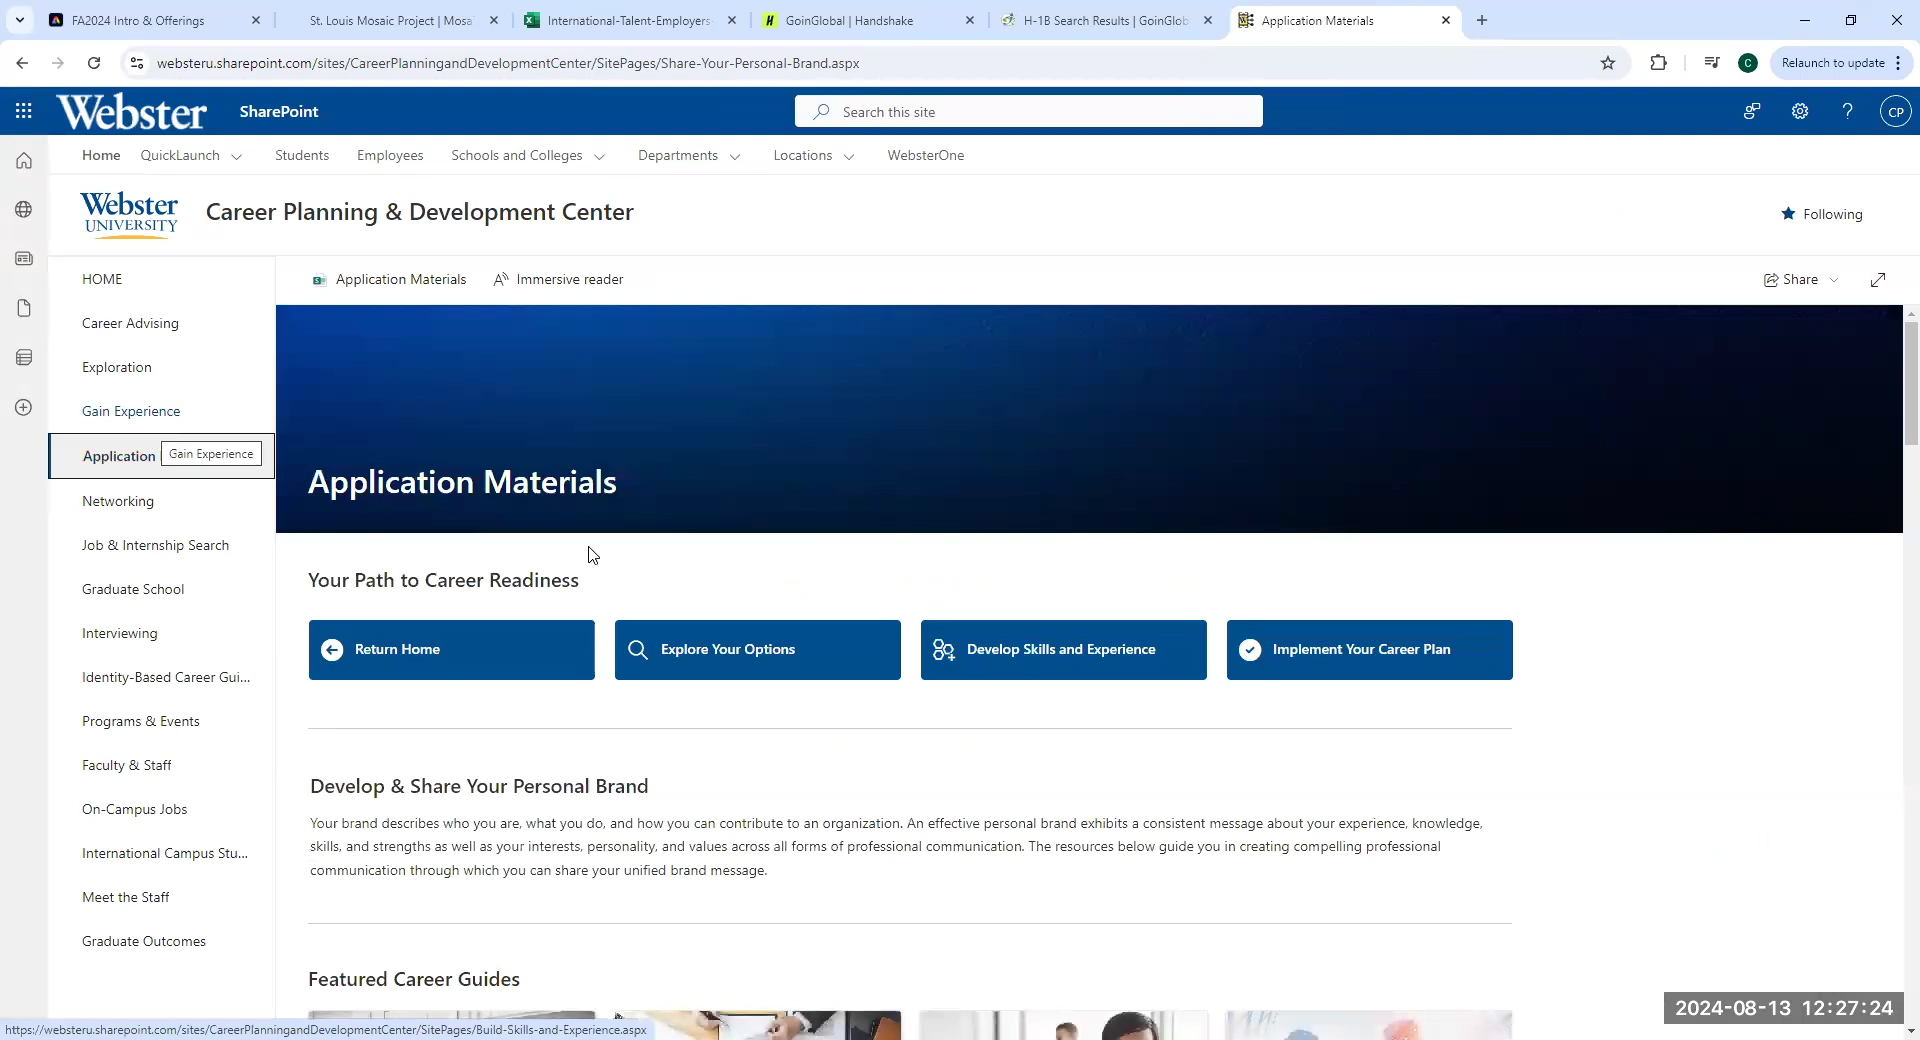 FA2024 Intro & Offerings
St. Louis Mosaic Project | Mosa
International-Talent-Employers-
GoinGlobal | Handshake
H-1B Search Results | GoinGlob
Application Materials
websteru.sharepoint.com/sites/CareerPlanningandDevelopmentCenter/SitePages/Share-Your-Personal-Brand.aspx
C
Relaunch to update
Webster
SharePoint
Search this site
CP
Home
QuickLaunch
Students
Employees
Schools and Colleges
Departments
Locations
WebsterOne
Webster
UNIVERSITY
Career Planning & Development Center
Following
HOME
Career Advising
Exploration
Gain Experience
Application
Gain Experience
Networking
Job & Internship Search
Graduate School
Interviewing
Identity-Based Career Gui...
Programs & Events
Faculty & Staff
On-Campus Jobs
International Campus Stu...
Meet the Staff
Graduate Outcomes
Application Materials
Immersive reader
Share
Application Materials
Your Path to Career Readiness
Return Home
Explore Your Options
Develop Skills and Experience
Implement Your Career Plan
Develop & Share Your Personal Brand
Your brand describes who you are, what you do, and how you can contribute to an organization. An effective personal brand exhibits a consistent message about your experience, knowledge,
skills, and strengths as well as your interests, personality, and values across all forms of professional communication. The resources below guide you in creating compelling professional
communication through which you can share your unified brand message.
Featured Career Guides
https://websteru.sharepoint.com/sites/CareerPlanningandDevelopmentCenter/SitePages/Build-Skills-and-Experience.aspx
2024-08-13 12:27:24